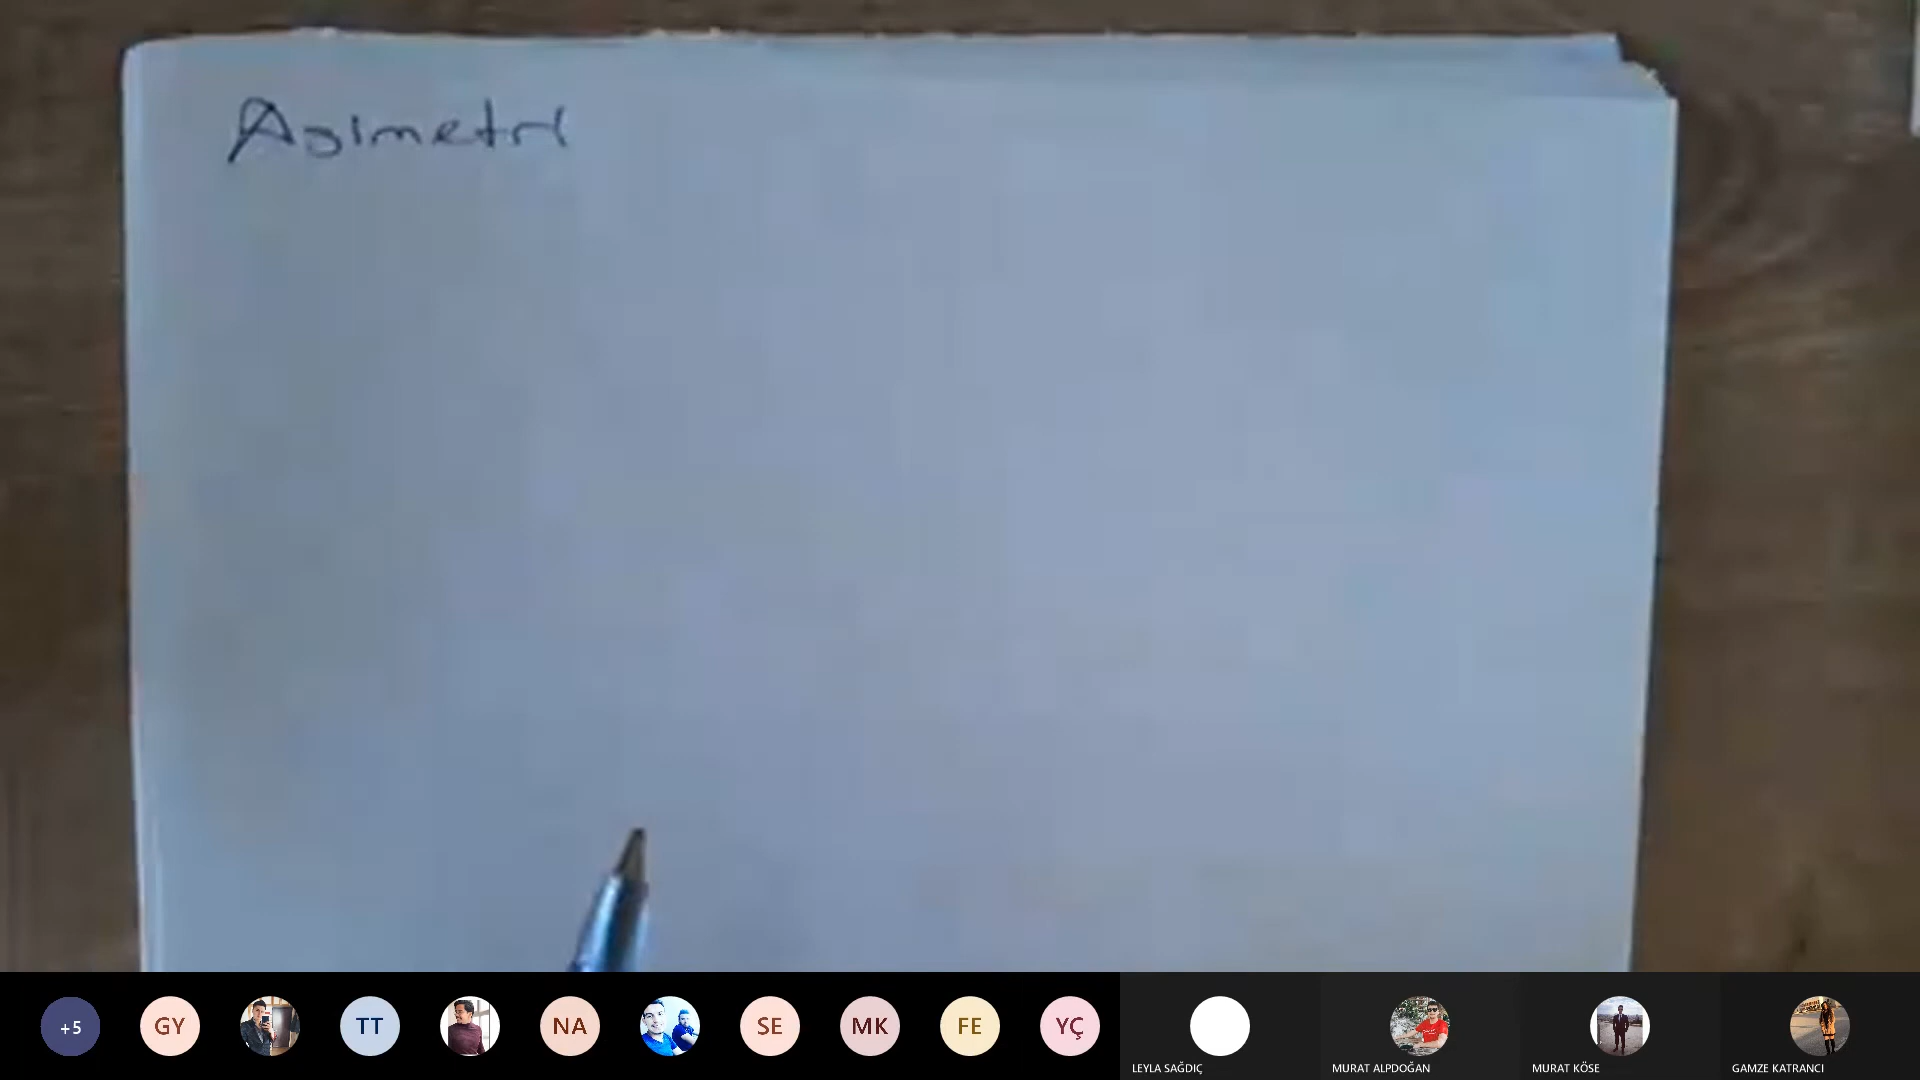 Asimetri
+5
GY
TT
NA
SE
MK
FE
YÇ
LEYLA SAĞDIÇ
MURAT ALPDOĞAN
MURAT KÖSE
GAMZE KATRANCI